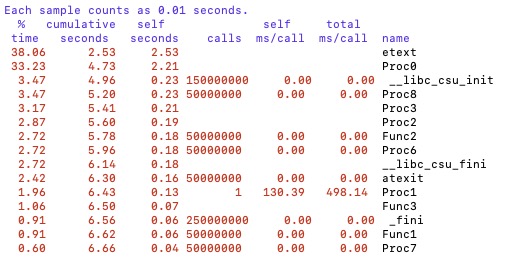 Each sample counts as 0.01 seconds.
  %   cumulative   self              self     total
 time   seconds   seconds    calls  ms/call  ms/call  name
38.06      2.53     2.53                              etext
33.23      4.73     2.21                              Proc0
 3.47      4.96     0.23 150000000     0.00     0.00  __libc_csu_init
 3.47      5.20     0.23 50000000     0.00     0.00  Proc8
 3.17      5.41     0.21                              Proc3
 2.87      5.60     0.19                              Proc2
 2.72      5.78     0.18 50000000     0.00     0.00  Func2
 2.72      5.96     0.18 50000000     0.00     0.00  Proc6
 2.72      6.14     0.18                              __libc_csu_fini
 2.42      6.30     0.16 50000000     0.00     0.00  atexit
 1.96      6.43     0.13        1   130.39   498.14  Proc1
 1.06      6.50     0.07                              Func3
 0.91      6.56     0.06 250000000     0.00     0.00  _fini
 0.91      6.62     0.06 50000000     0.00     0.00  Func1
 0.60      6.66     0.04 50000000     0.00     0.00  Proc7